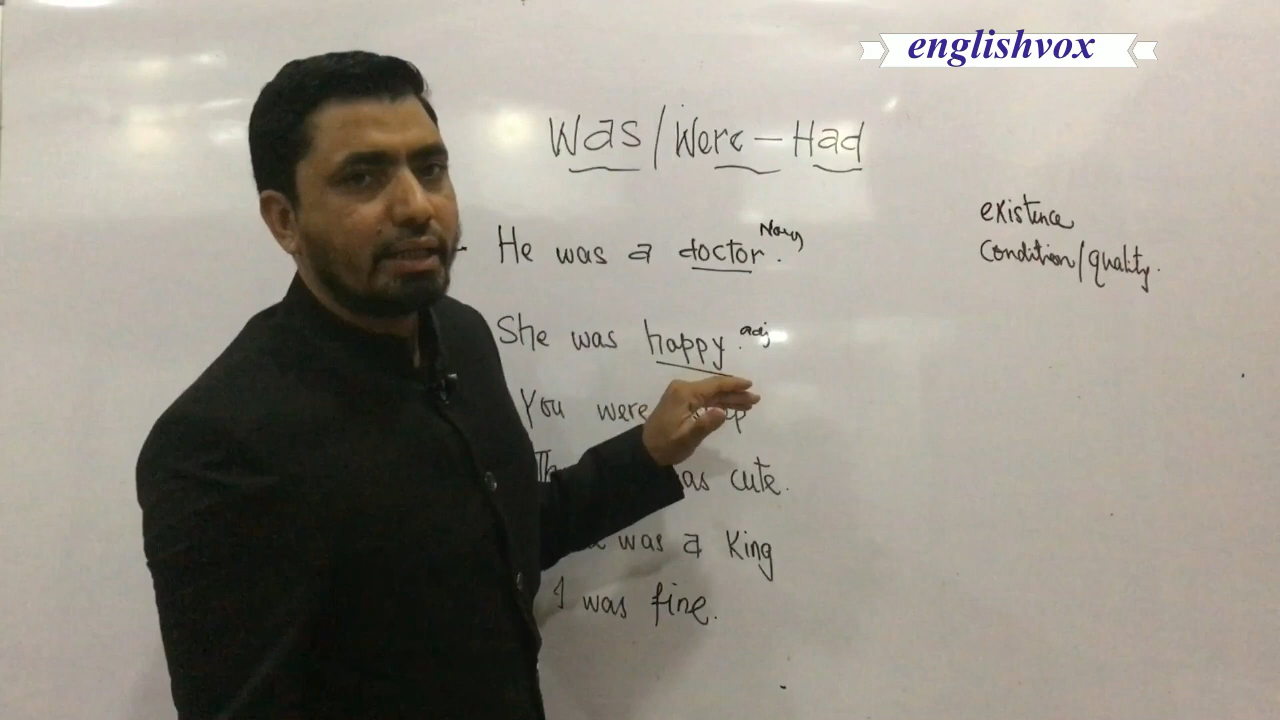 englishvox
Was/Were-Had
He was a doctor. Noun
She was happy. adj
You were
as cute.
was a King
I was fine.
existence
Condition/quality.